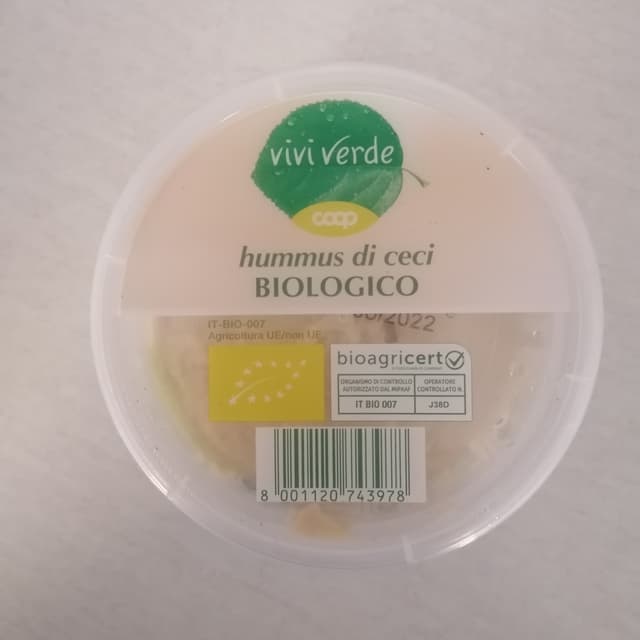 vivi verde
coop
hummus di ceci
BIOLOGICO
IT-BIO-007
Agricoltura UE/non UE
bioagricert
ORGANISMO DI CONTROLLO
AUTORIZZATO DAL MIPAAF
OPERATORE
CONTROLLATO N.
IT BIO 007
J38D
8 001120 743978